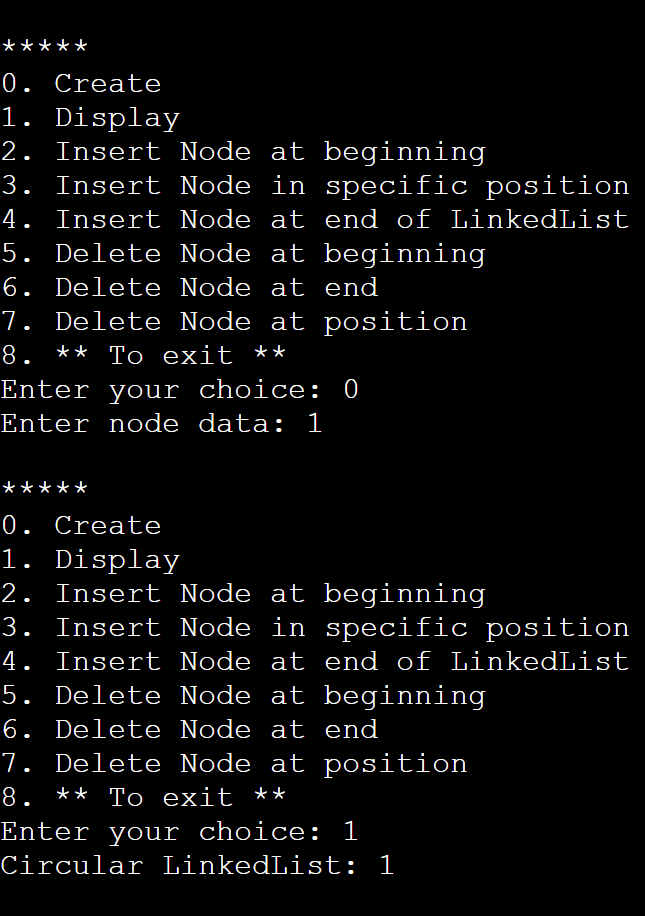 *****
0. Create
1. Display
2. Insert Node at beginning
3. Insert Node in specific position
4. Insert Node at end of LinkedList
5. Delete Node at beginning
6. Delete Node at end
7. Delete Node at position
8. ** To exit **
Enter your choice: 0
Enter node data: 1
*****
0. Create
1. Display
2. Insert Node at beginning
3. Insert Node in specific position
4. Insert Node at end of LinkedList
5. Delete Node at beginning
6. Delete Node at end
7. Delete Node at position
8. ** To exit **
Enter your choice: 1
Circular LinkedList: 1